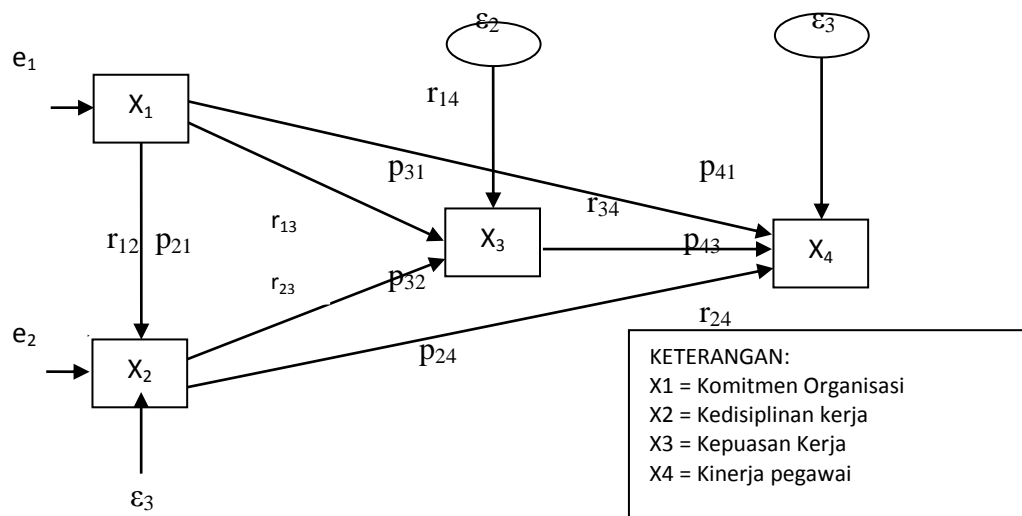 ε₂ ε₃
e₁
X₁ r₁₄
p₃₁ p₄₁
r₁₂ p₂₁ r₁₃ X₃ r₃₄ p₄₃ X₄
r₂₃ p₃₂
e₂ r₂₄
X₂ p₂₄
ε₃
KETERANGAN:
X1 = Komitmen Organisasi
X2 = Kedisiplinan kerja
X3 = Kepuasan Kerja
X4 = Kinerja pegawai